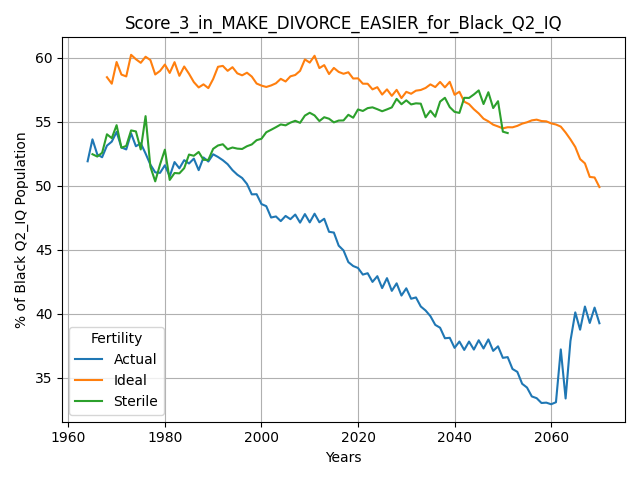 Score_3_in_MAKE_DIVORCE_EASIER_for_Black_Q2_IQ
% of Black Q2_IQ Population
60
55
50
45
40
35
Fertility
Actual
Ideal
Sterile
1960 1980 2000 2020 2040 2060
Years